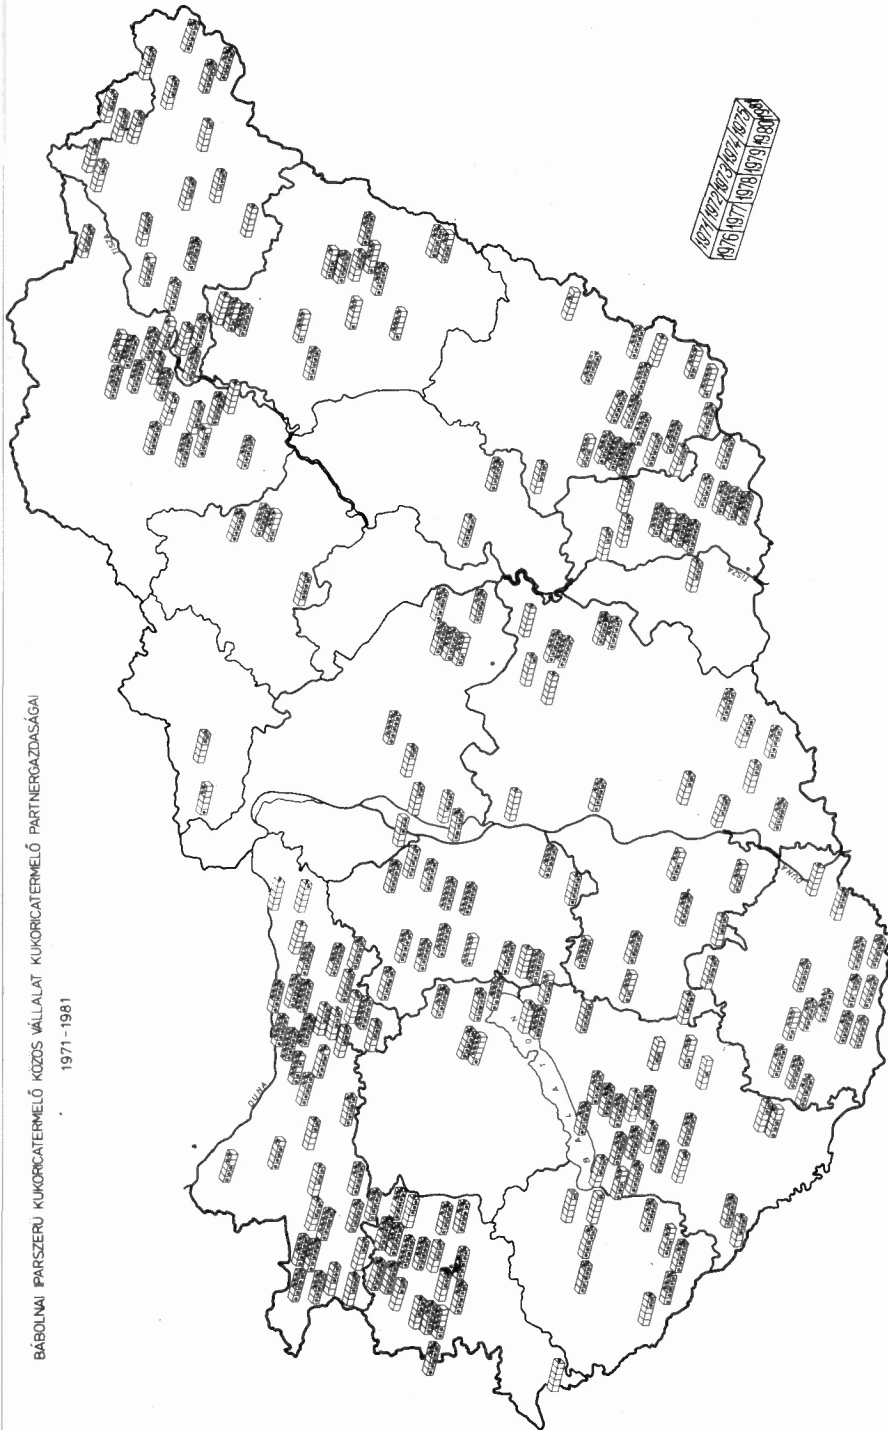 BÁBOLNAI IPARSZERU KUKORICATERMELŐ KÖZÖS VÁLLALAT KUKORICATERMELŐ PARTNERGAZDASÁGAI
1971-1981
DUNA
BALATON
TISZA
TISZA
DUNA
1971 1972 1973 1974 1975
1976 1977 1978 1979 1980 1981